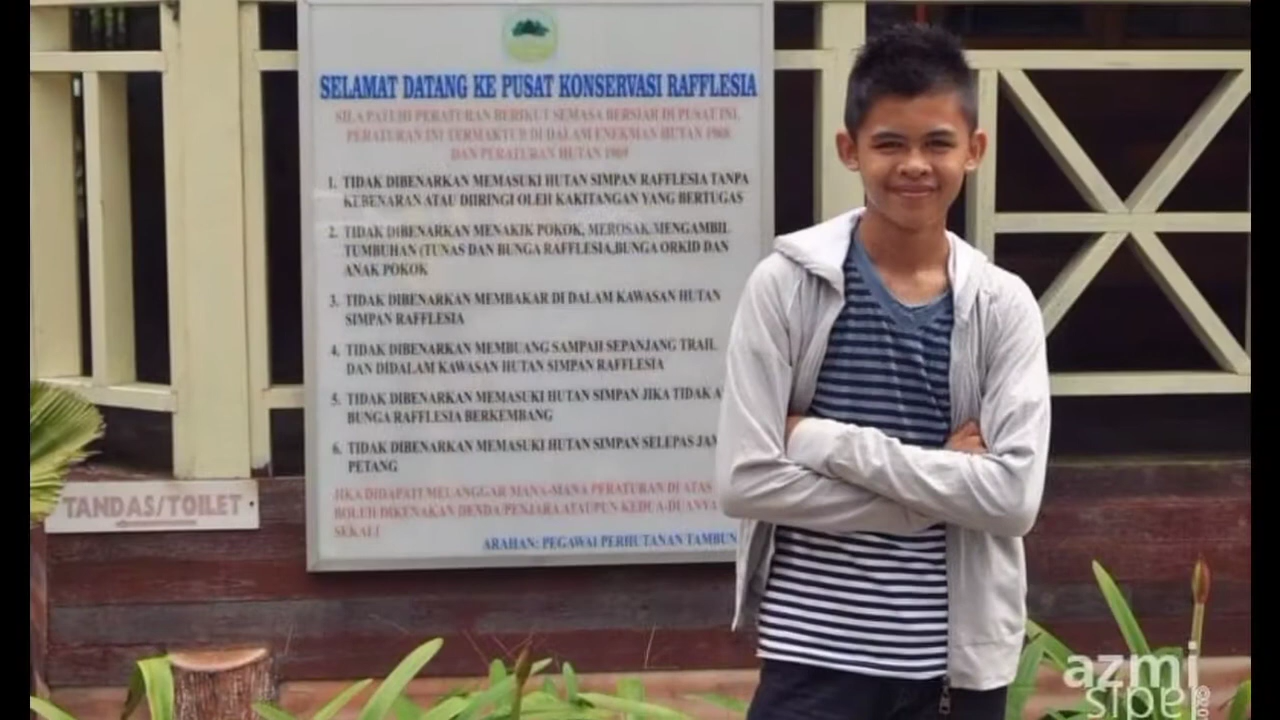 SELAMAT DATANG KE PUSAT KONSERVASI RAFFLESIA
SILA PATUHI PERATURAN BERIKUT SEMASA BERSIAR DI PUSAT INI.
PERATURAN INI TERMAKTUB DI DALAM ENEKMAN HUTAN 1968
DAN PERATURAN HUTAN 1969
1. TIDAK DIBENARKAN MEMASUKI HUTAN SIMPAN RAFFLESIA TANPA
KEBENARAN ATAU DIIRINGI OLEH KAKITANGAN YANG BERTUGAS
2. TIDAK DIBENARKAN MENAKIK POKOK, MEROSAK,MENGAMBIL
TUMBUHAN (TUNAS DAN BUNGA RAFFLESIA,BUNGA ORKID DAN
ANAK POKOK
3. TIDAK DIBENARKAN MEMBAKAR DI DALAM KAWASAN HUTAN
SIMPAN RAFFLESIA
4. TIDAK DIBENARKAN MEMBUANG SAMPAH SEPANJANG TRAIL
DAN DIDALAM KAWASAN HUTAN SIMPAN RAFFLESIA
5. TIDAK DIBENARKAN MEMASUKI HUTAN SIMPAN JIKA TIDAK A
BUNGA RAFFLESIA BERKEMBANG
6. TIDAK DIBENARKAN MEMASUKI HUTAN SIMPAN SELEPAS JAM
PETANG
JIKA DIDAPATI MELANGGAR MANA-MANA PERATURAN DI ATAS
BOLEH DIKENAKAN DENDA PENJARA ATAUPUN KEDUA-DUANYA
SEKALI
ARAHAN: PEGAWAI PERHUTANAN TAMBUN
TANDAS/TOILET
azmi